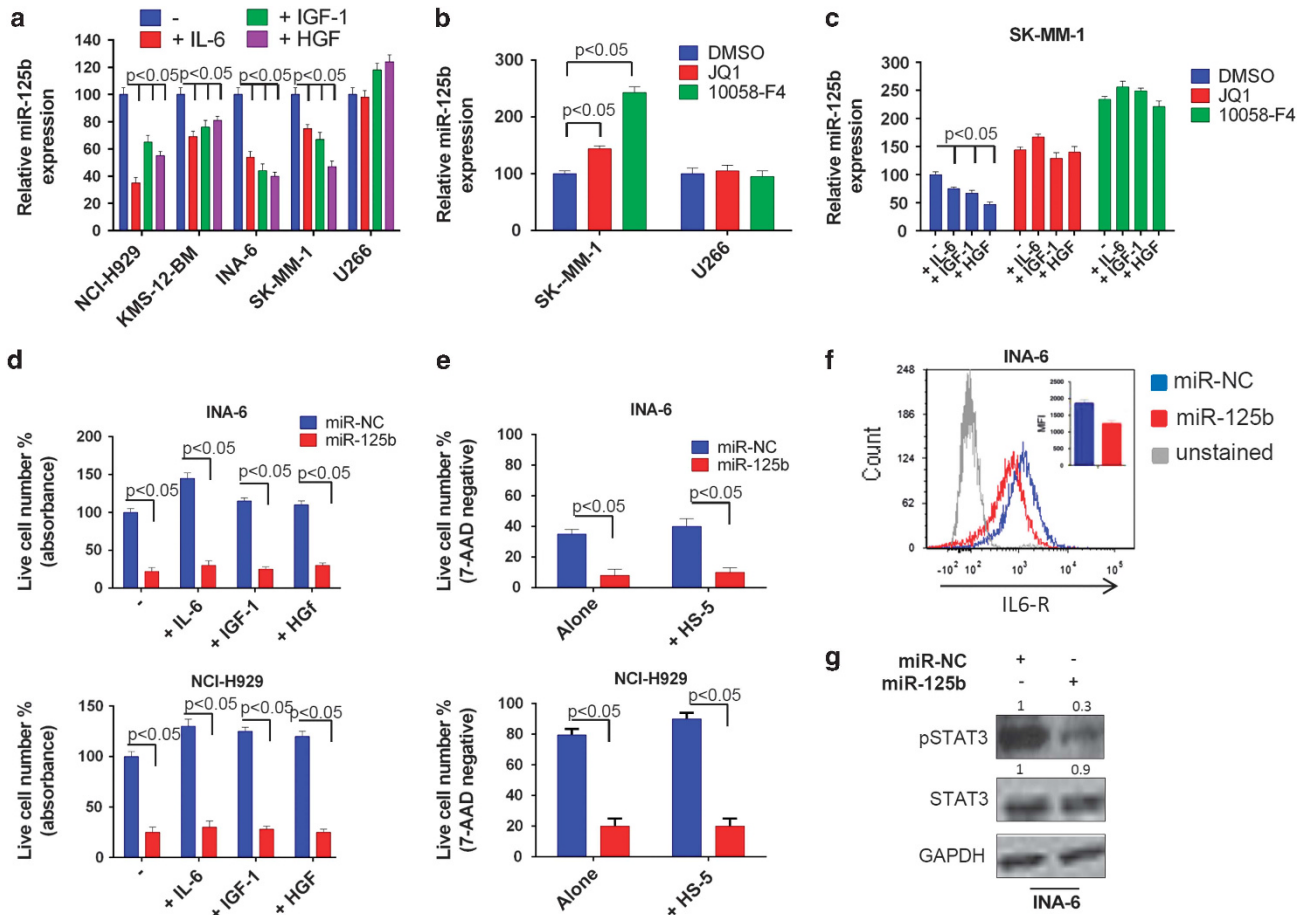 a
-
+ IL-6
+ IGF-1
+ HGF
Relative miR-125b
expression
140
120
100
80
60
40
20
0
p<0.05
p<0.05
p<0.05
p<0.05
NCI-H929
KMS-12-BM
INA-6
SK-MM-1
U266
b
DMSO
JQ1
10058-F4
Relative miR-125b
expression
300
200
100
0
p<0.05
p<0.05
SK--MM-1
U266
c
SK-MM-1
DMSO
JQ1
10058-F4
Relative miR-125b
expression
300
250
200
150
100
50
0
p<0.05
-
+ IL-6
+ IGF-1
+ HGF
-
+ IL-6
+ IGF-1
+ HGF
-
+ IL-6
+ IGF-1
+ HGF
d
INA-6
miR-NC
miR-125b
Live cell number %
(absorbance)
200
150
100
50
0
p<0.05
p<0.05
p<0.05
p<0.05
-
+ IL-6
+ IGF-1
+ HGf
NCI-H929
Live cell number %
(absorbance)
150
100
50
0
p<0.05
p<0.05
p<0.05
p<0.05
-
+ IL-6
+ IGF-1
+ HGF
e
INA-6
miR-NC
miR-125b
Live cell number %
(7-AAD negative)
100
80
60
40
20
0
p<0.05
p<0.05
Alone
+ HS-5
NCI-H929
Live cell number %
(7-AAD negative)
100
80
60
40
20
0
p<0.05
p<0.05
Alone
+ HS-5
f
INA-6
miR-NC
miR-125b
unstained
Count
248
186
124
62
0
MFI
2500
2000
1500
1000
500
0
-10² 10² 10³ 10⁴ 10⁵
IL6-R
g
miR-NC + -
miR-125b - +
1 0.3
pSTAT3
1 0.9
STAT3
GAPDH
INA-6